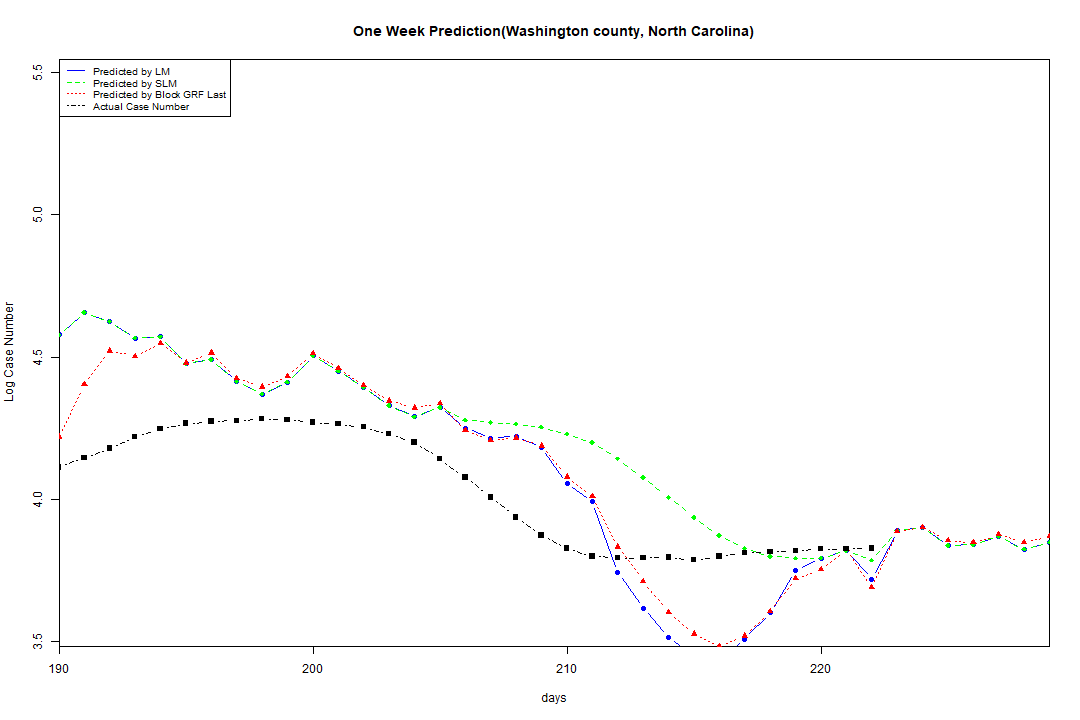 One Week Prediction(Washington county, North Carolina)
Predicted by LM
Predicted by SLM
Predicted by Block GRF Last
Actual Case Number
5.5
5.0
4.5
4.0
3.5
Log Case Number
190 200 210 220
days